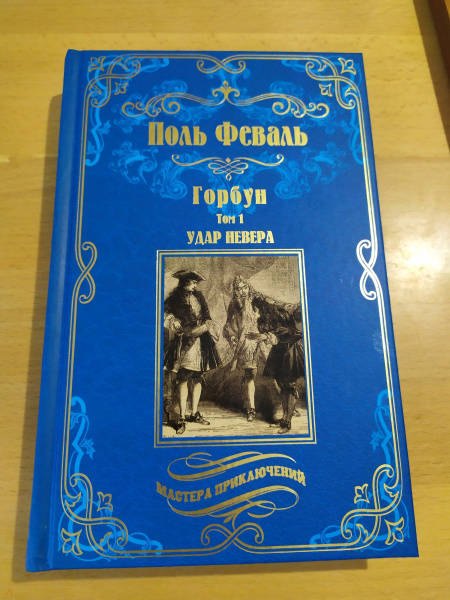 Поль Феваль
Горбун
Том 1
УДАР НЕВЕРА
МАСТЕРА ПРИКЛЮЧЕНИЙ